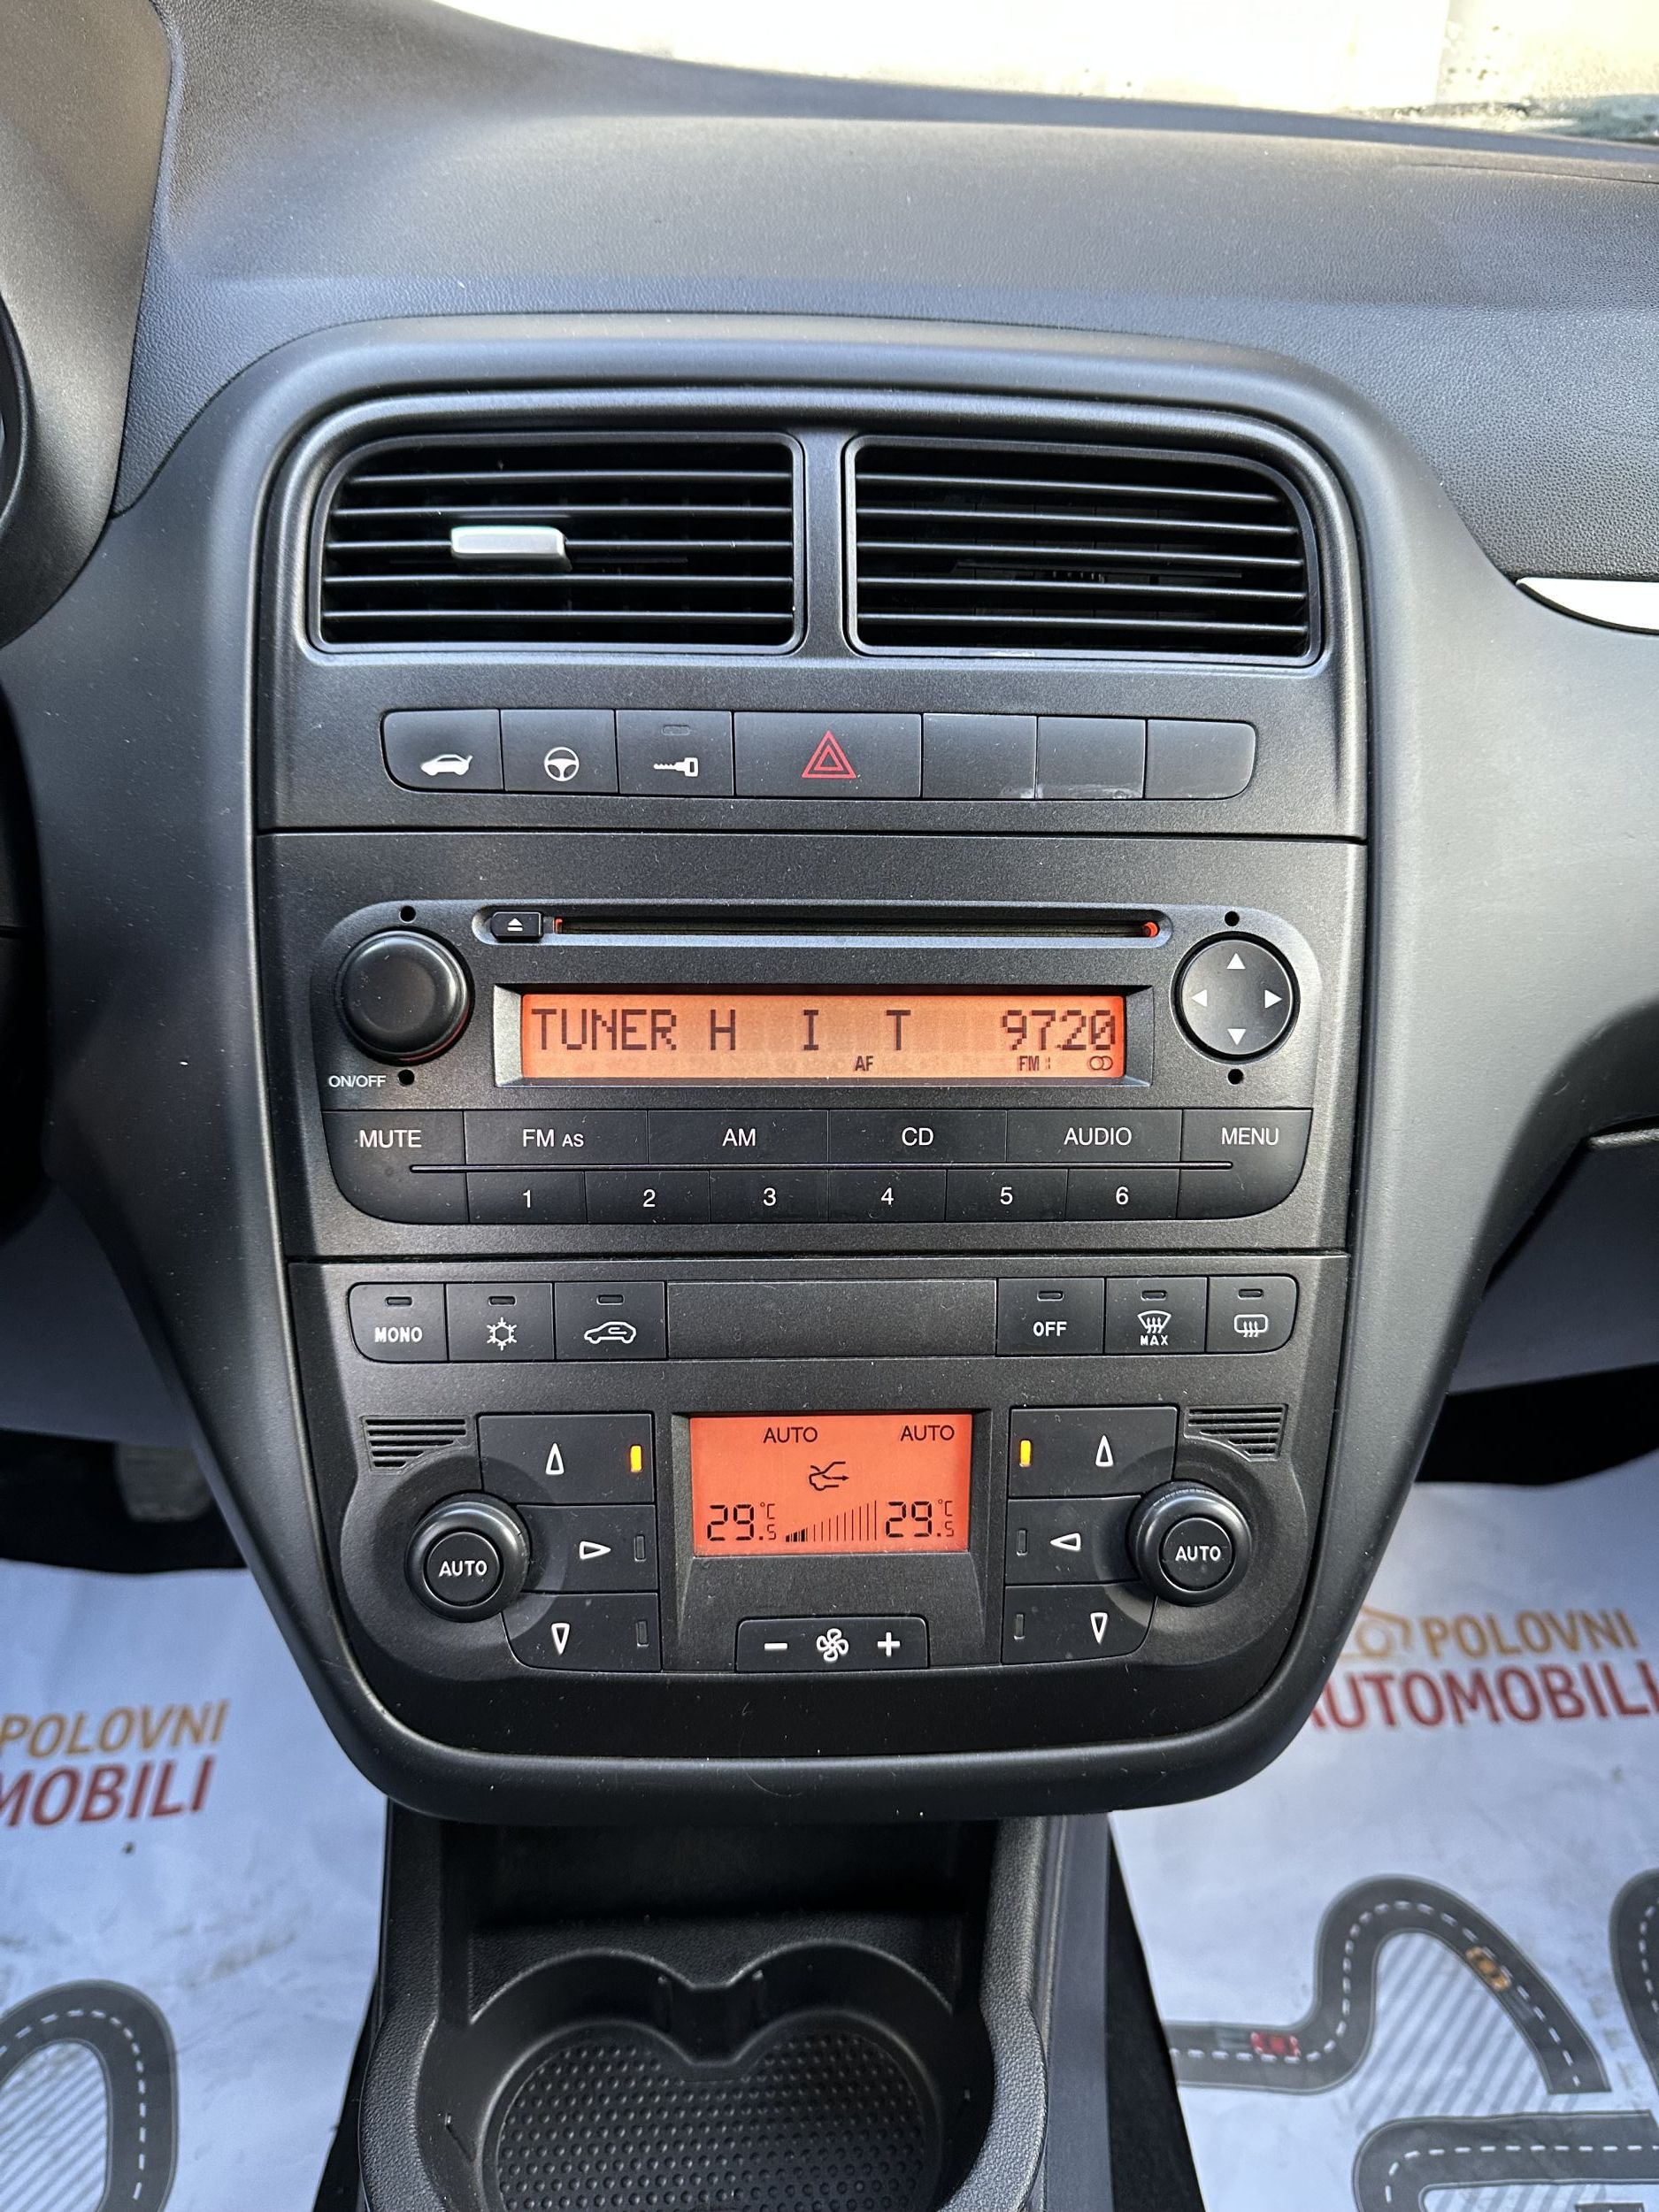 TUNER H I T 97.20
AF FM1
ON/OFF
MUTE FM AS AM CD AUDIO MENU
1 2 3 4 5 6
MONO OFF MAX
AUTO AUTO
29.5 °C 29.5 °C
AUTO AUTO
- +
POLOVNI
MOBILI
POLOVNI
AUTOMOBILI